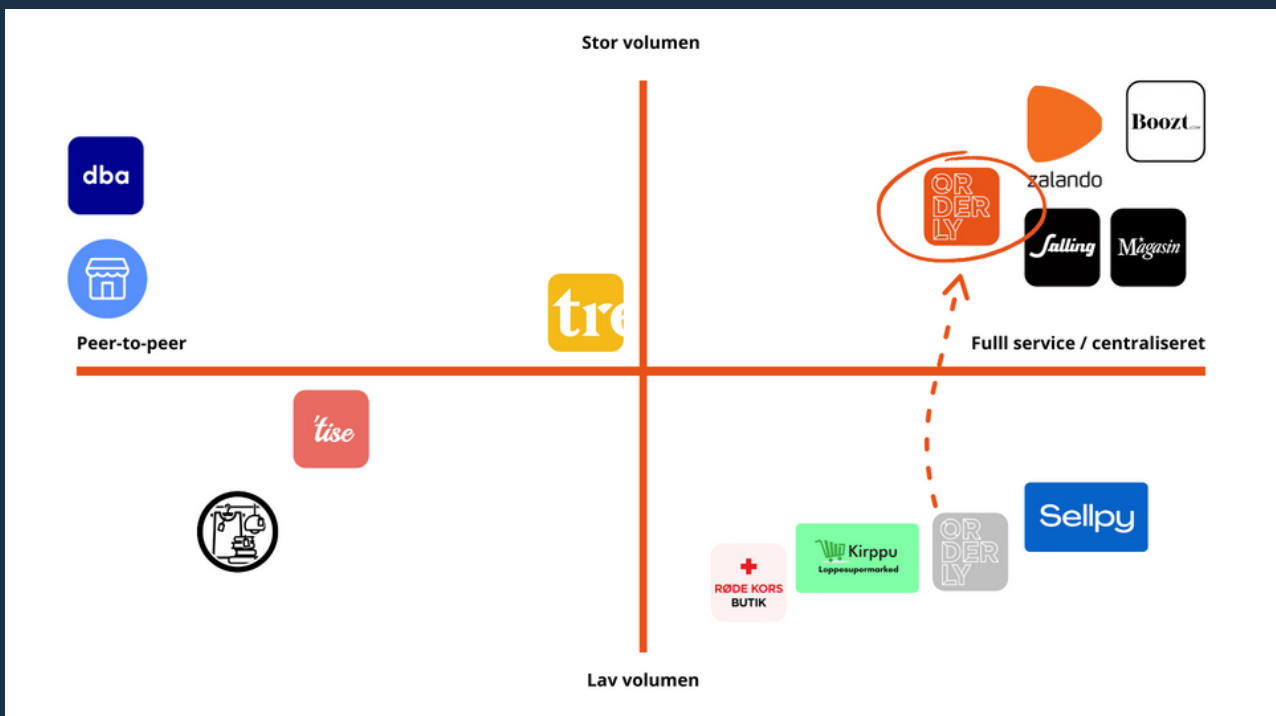 Stor volumen
Boozt.com
dba
zalando
OR
DER
LY
Salling
Magasin
tre
Peer-to-peer
Fulll service / centraliseret
'tise
Sellpy
OR
DER
LY
Kirppu
Loppesupermarked
RØDE KORS
BUTIK
Lav volumen